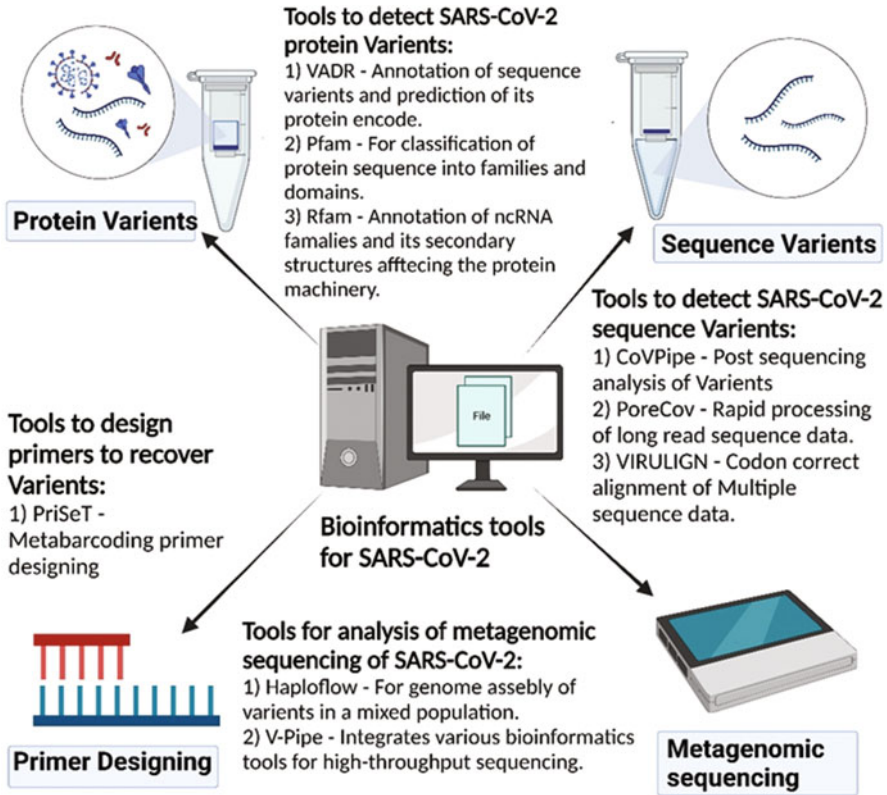 Tools to detect SARS-CoV-2
protein Varients:
1) VADR - Annotation of sequence
variants and prediction of its
protein encode.
2) Pfam - For classification of
protein sequence into families and
domains.
3) Rfam - Annotation of ncRNA
famalies and its secondary
structures afftecing the protein
machinery.
Protein Varients
Sequence Varients
Tools to detect SARS-CoV-2
sequence Varients:
1) CoVPipe - Post sequencing
analysis of Varients
2) PoreCov - Rapid processing
of long read sequence data.
3) VIRULIGN - Codon correct
alignment of Multiple
sequence data.
File
Tools to design
primers to recover
Varients:
1) PriSeT -
Metabarcoding primer
designing
Bioinformatics tools
for SARS-CoV-2
Tools for analysis of metagenomic
sequencing of SARS-CoV-2:
1) Haploflow - For genome assebly of
varients in a mixed population.
2) V-Pipe - Integrates various bioinformatics
tools for high-throughput sequencing.
Primer Designing
Metagenomic
sequencing